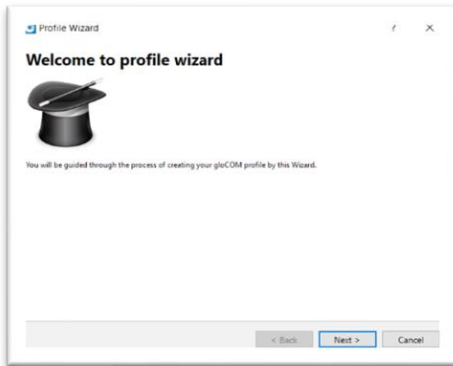 Profile Wizard
Welcome to profile wizard
You will be guided through the process of creating your gloCOM profile by this Wizard.
< Back Next > Cancel